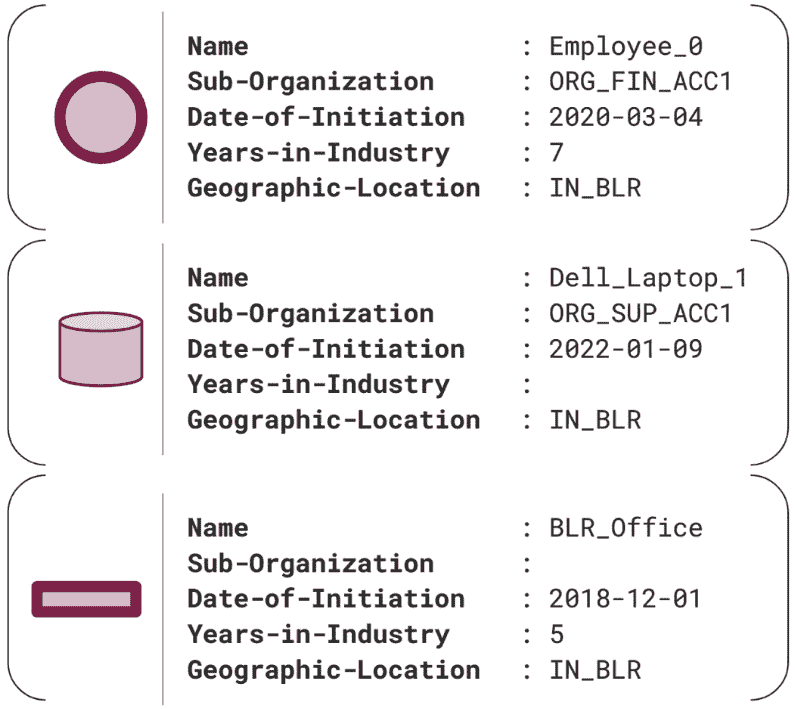 Name : Employee_0
Sub-Organization : ORG_FIN_ACC1
Date-of-Initiation : 2020-03-04
Years-in-Industry : 7
Geographic-Location : IN_BLR
Name : Dell_Laptop_1
Sub-Organization : ORG_SUP_ACC1
Date-of-Initiation : 2022-01-09
Years-in-Industry :
Geographic-Location : IN_BLR
Name : BLR_Office
Sub-Organization :
Date-of-Initiation : 2018-12-01
Years-in-Industry : 5
Geographic-Location : IN_BLR